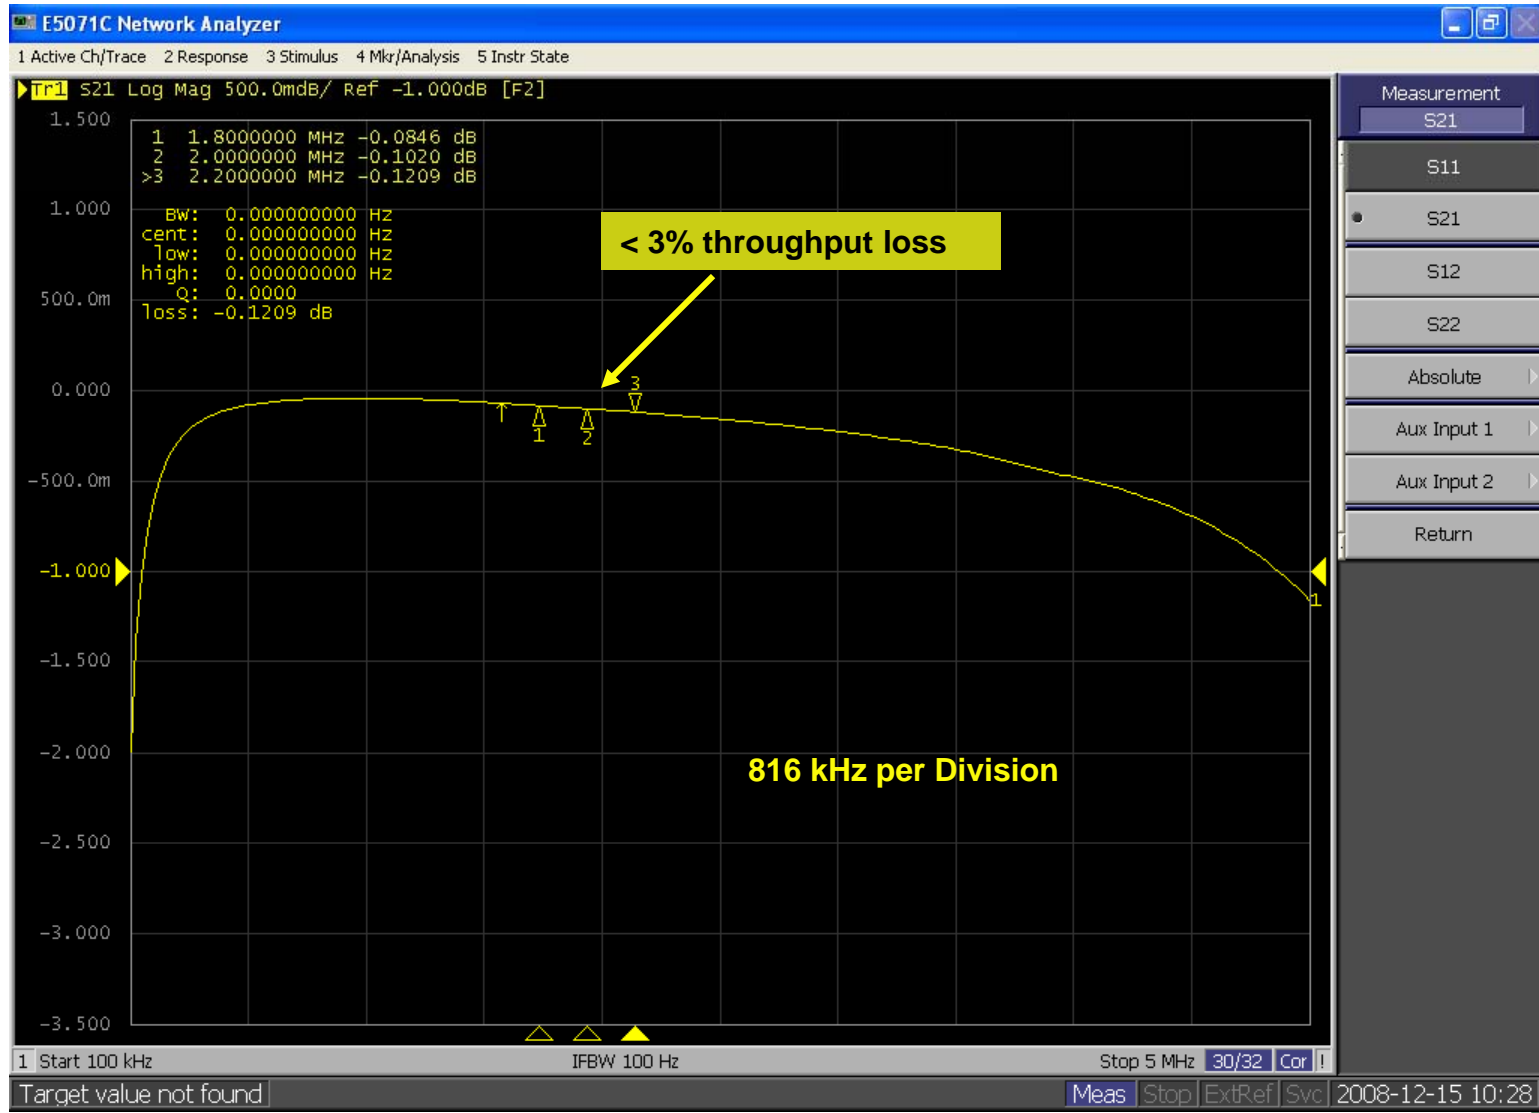 E5071C Network Analyzer
1 Active Ch/Trace 2 Response 3 Stimulus 4 Mkr/Analysis 5 Instr State
Tr1 S21 Log Mag 500.0mdB/ Ref -1.000dB [F2]
1.500
1 1.8000000 MHz -0.0846 dB
2 2.0000000 MHz -0.1020 dB
>3 2.2000000 MHz -0.1209 dB
1.000
BW: 0.000000000 Hz
cent: 0.000000000 Hz
low: 0.000000000 Hz
high: 0.000000000 Hz
Q: 0.0000
loss: -0.1209 dB
< 3% throughput loss
500.0m
0.000
3
1
2
-500.0m
-1.000
1
-1.500
-2.000
816 kHz per Division
-2.500
-3.000
-3.500
1 Start 100 kHz IFBW 100 Hz Stop 5 MHz 30/32 Cor !
Target value not found Meas Stop ExtRef Svc 2008-12-15 10:28
Measurement
S21
S11
S21
S12
S22
Absolute
Aux Input 1
Aux Input 2
Return